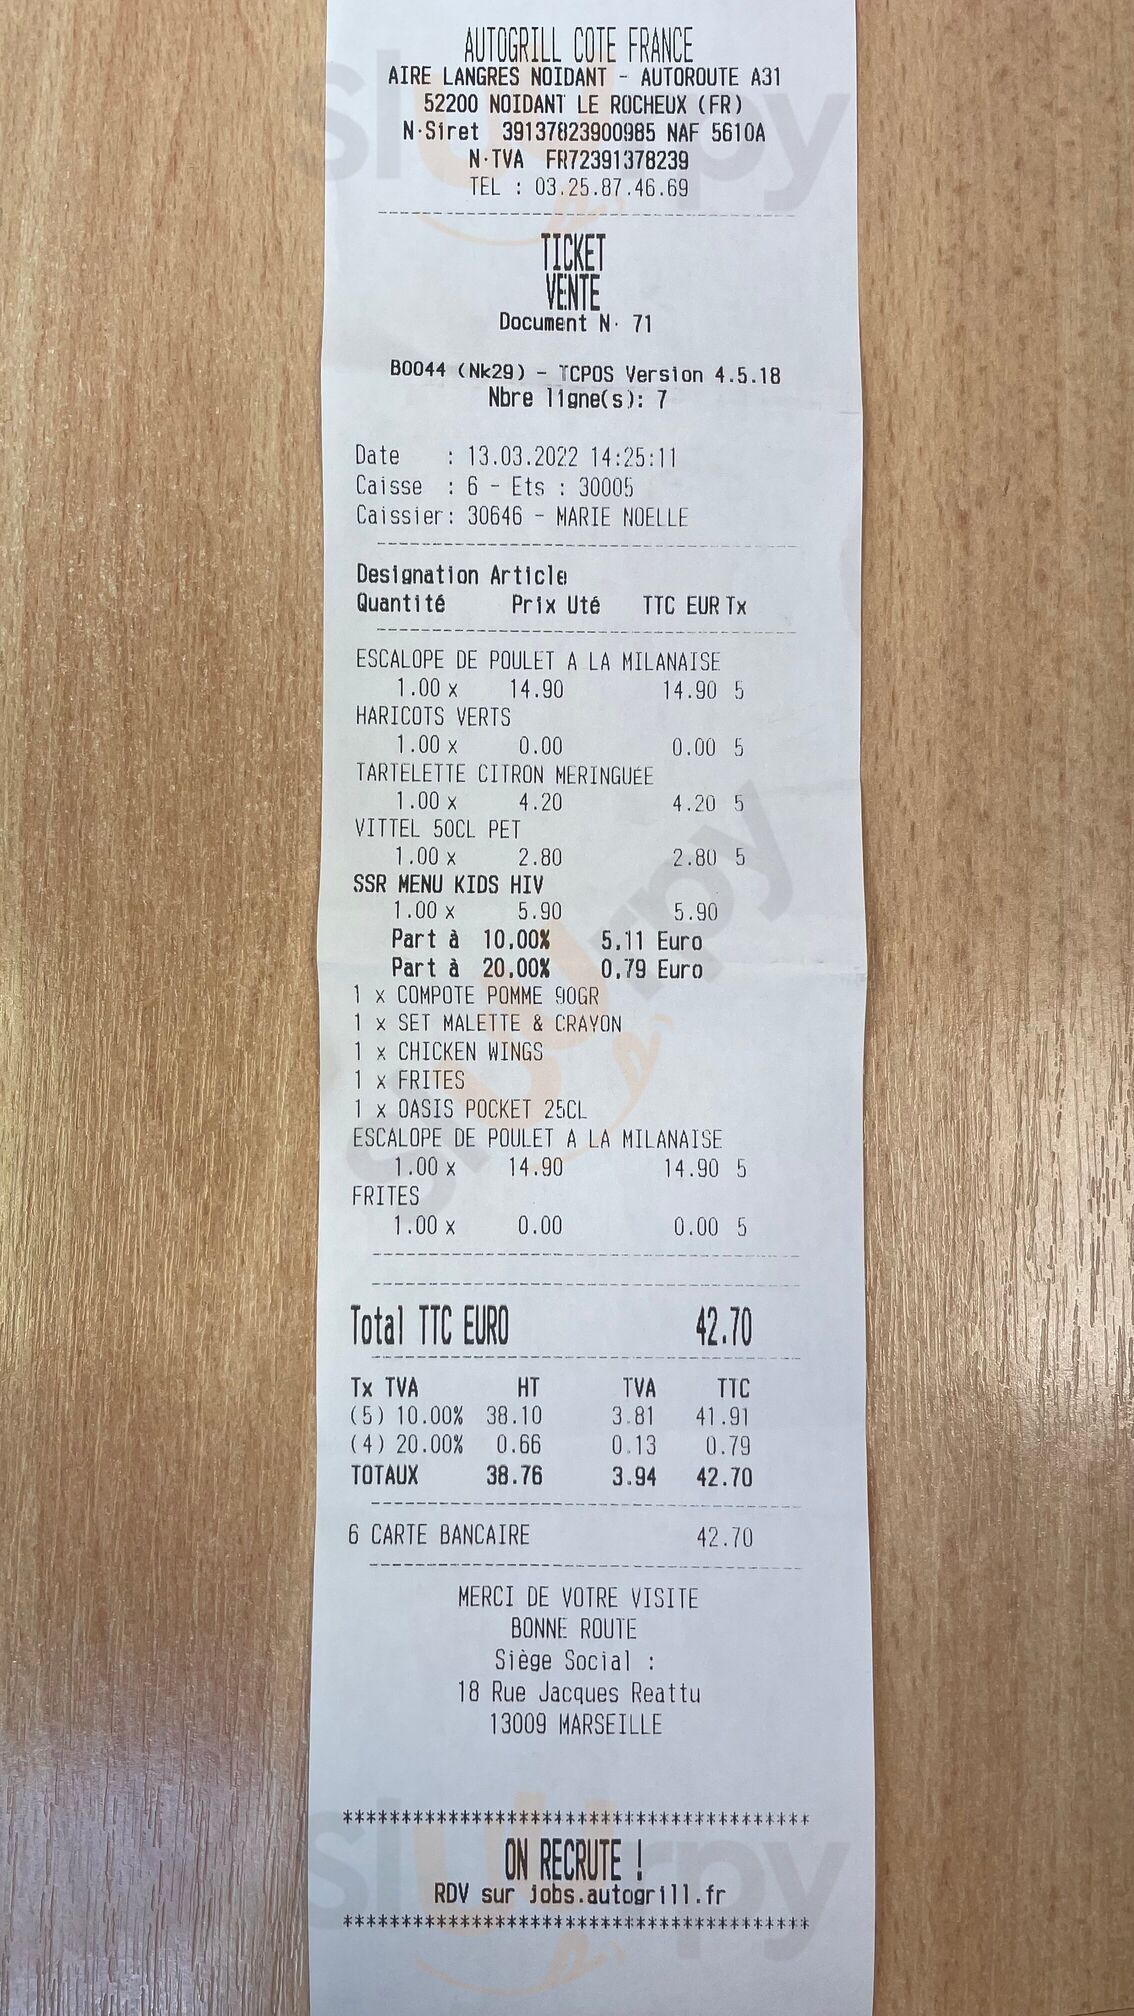 AUTOGRILL COTE FRANCE
AIRE LANGRES NOIDANT - AUTOROUTE A31
52200 NOIDANT LE ROCHEUX (FR)
N·Siret 39137823900985 NAF 5610A
N·TVA FR72391378239
TEL : 03.25.87.46.69
TICKET
VENTE
Document N· 71
B0044 (Nk29) - TCPOS Version 4.5.18
Nbre ligne(s): 7
Date : 13.03.2022 14:25:11
Caisse : 6 - Ets : 30005
Caissier: 30646 - MARIE NOELLE
Designation Article
Quantité Prix Uté TTC EUR Tx
ESCALOPE DE POULET A LA MILANAISE
1.00 x 14.90 14.90 5
HARICOTS VERTS
1.00 x 0.00 0.00 5
TARTELETTE CITRON MERINGUÉE
1.00 x 4.20 4.20 5
VITTEL 50CL PET
1.00 x 2.80 2.80 5
SSR MENU KIDS HIV
1.00 x 5.90 5.90
Part à 10,00% 5,11 Euro
Part à 20,00% 0,79 Euro
1 x COMPOTE POMME 90GR
1 x SET MALETTE & CRAYON
1 x CHICKEN WINGS
1 x FRITES
1 x OASIS POCKET 25CL
ESCALOPE DE POULET A LA MILANAISE
1.00 x 14.90 14.90 5
FRITES
1.00 x 0.00 0.00 5
Total TTC EURO 42.70
Tx TVA HT TVA TTC
(5) 10.00% 38.10 3.81 41.91
(4) 20.00% 0.66 0.13 0.79
TOTAUX 38.76 3.94 42.70
6 CARTE BANCAIRE 42.70
MERCI DE VOTRE VISITE
BONNE ROUTE
Siège Social :
18 Rue Jacques Reattu
13009 MARSEILLE
****************************************
ON RECRUTE !
RDV sur jobs.autogrill.fr
****************************************